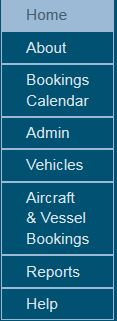 Home
About
Bookings
Calendar
Admin
Vehicles
Aircraft
& Vessel
Bookings
Reports
Help